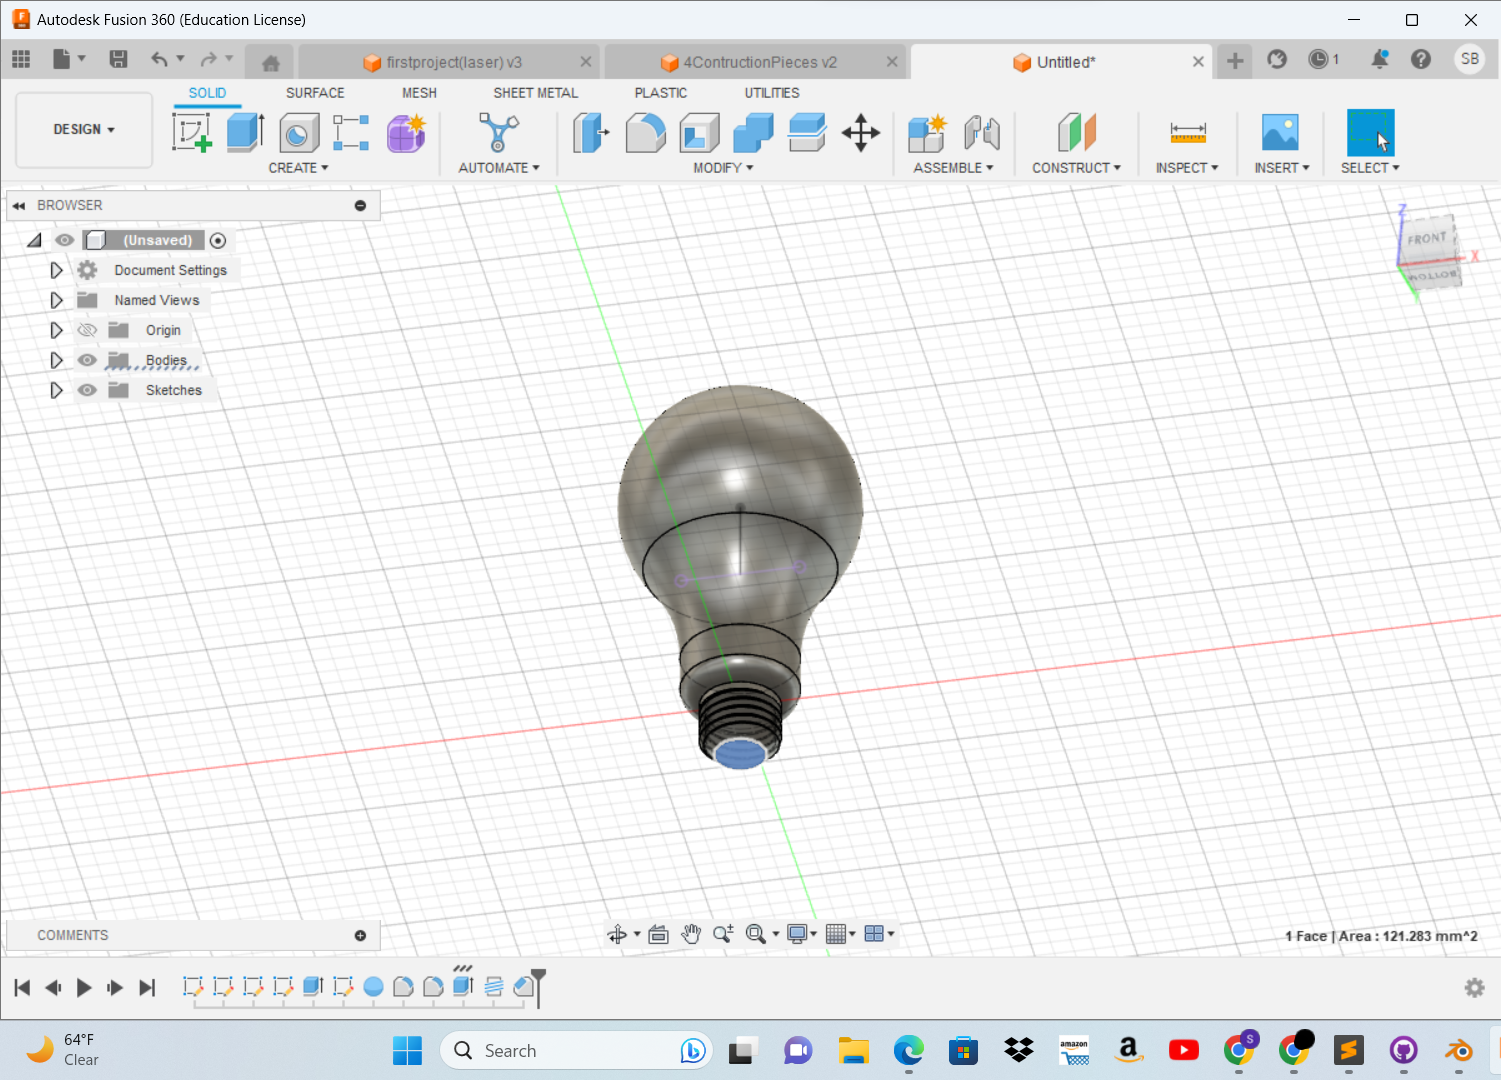 Autodesk Fusion 360 (Education License)
firstproject(laser) v3
4ContructionPieces v2
Untitled*
1
SB
DESIGN
SOLID
SURFACE
MESH
SHEET METAL
PLASTIC
UTILITIES
CREATE
AUTOMATE
MODIFY
ASSEMBLE
CONSTRUCT
INSPECT
INSERT
SELECT
BROWSER
(Unsaved)
Document Settings
Named Views
Origin
Bodies
Sketches
Z
FRONT
X
BOTTOM
COMMENTS
1 Face | Area : 121.283 mm^2
64°F
Clear
Search
amazon
a
S